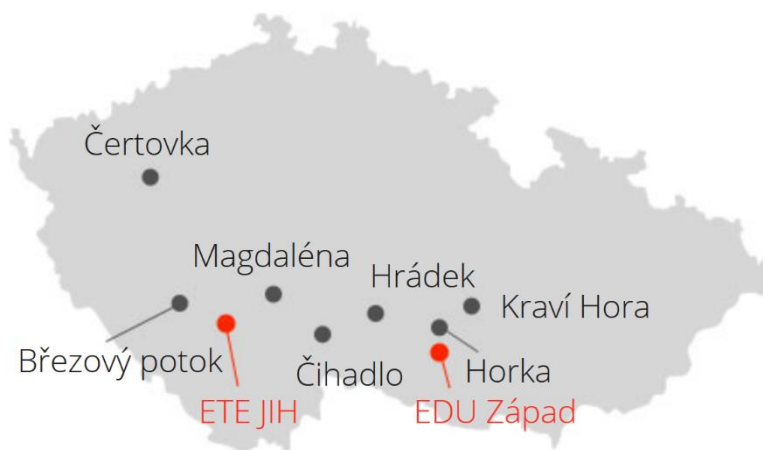 Čertovka
Magdaléna
Hrádek
Kraví Hora
Březový potok
Čihadlo
Horka
ETE JIH
EDU Západ